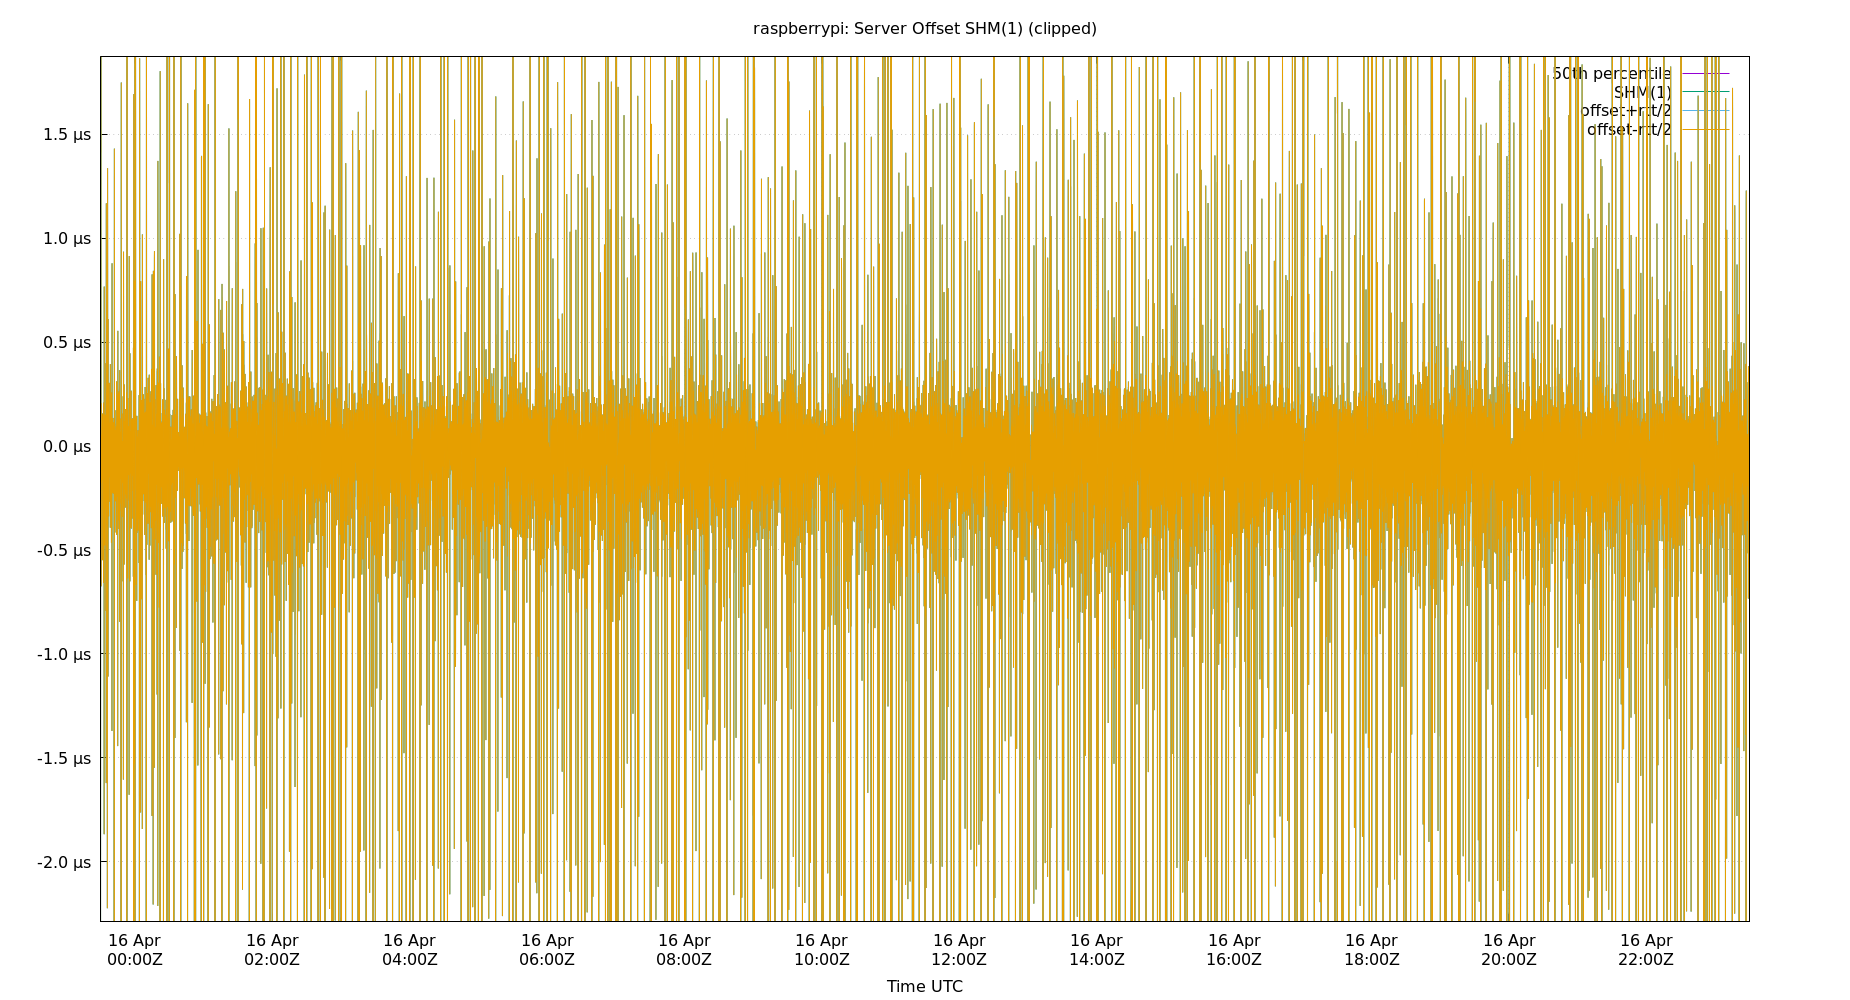 raspberrypi: Server Offset SHM(1) (clipped)
50th percentile
SHM(1)
offset+rtt/2
offset-rtt/2
1.5 µs
1.0 µs
0.5 µs
0.0 µs
-0.5 µs
-1.0 µs
-1.5 µs
-2.0 µs
16 Apr 16 Apr 16 Apr 16 Apr 16 Apr 16 Apr 16 Apr 16 Apr 16 Apr 16 Apr 16 Apr 16 Apr
00:00Z 02:00Z 04:00Z 06:00Z 08:00Z 10:00Z 12:00Z 14:00Z 16:00Z 18:00Z 20:00Z 22:00Z
Time UTC